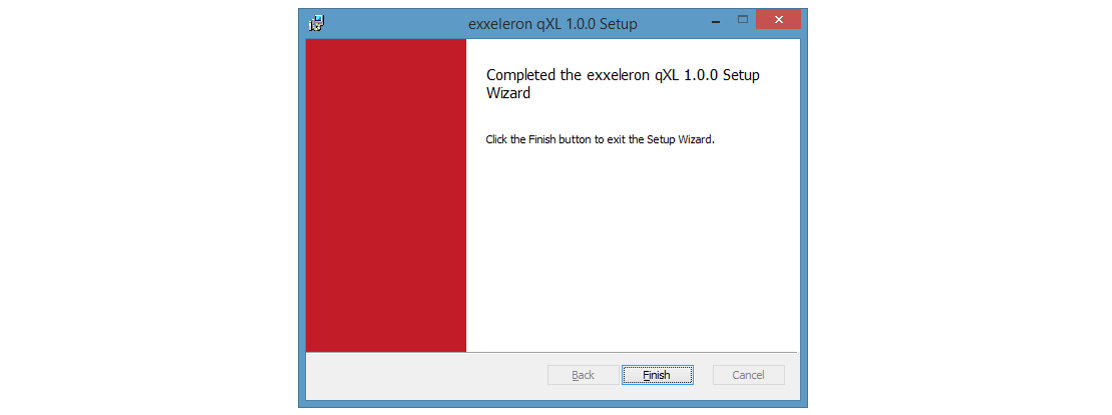 exxeleron qXL 1.0.0 Setup
Completed the exxeleron qXL 1.0.0 Setup
Wizard
Click the Finish button to exit the Setup Wizard.
Back Finish Cancel